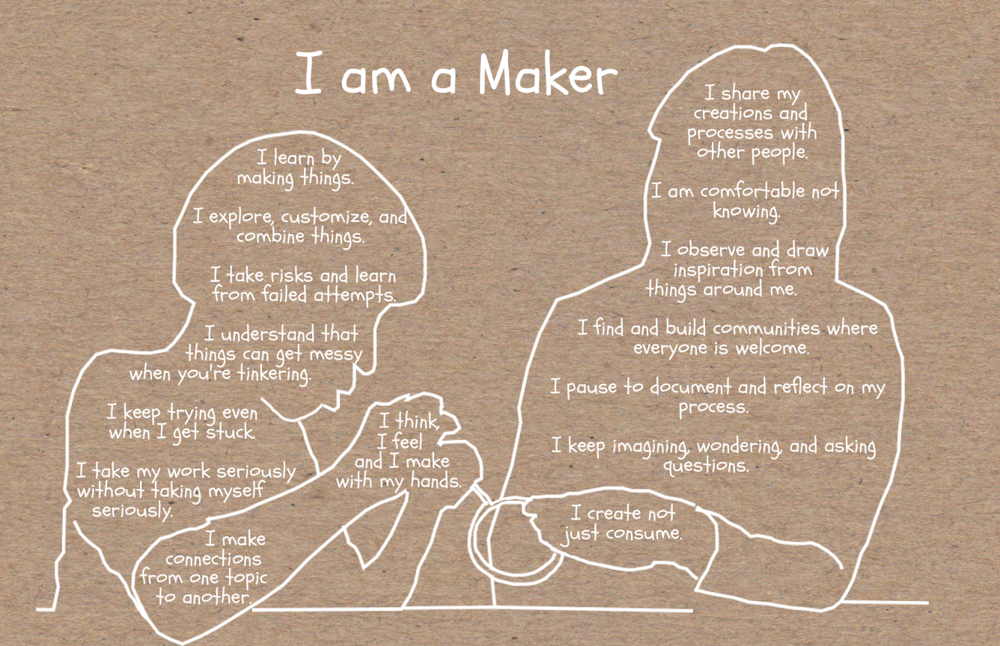 I am a Maker
I learn by
making things.
I explore, customize, and
combine things.
I take risks and learn
from failed attempts.
I understand that
things can get messy
when you're tinkering.
I keep trying even
when I get stuck.
I take my work seriously
without taking myself
seriously.
I make
connections
from one topic
to another.
I think,
I feel
and I make
with my hands.
I share my
creations and
processes with
other people.
I am comfortable not
knowing.
I observe and draw
inspiration from
things around me.
I find and build communities where
everyone is welcome.
I pause to document and reflect on my
process.
I keep imagining, wondering, and asking
questions.
I create not
just consume.